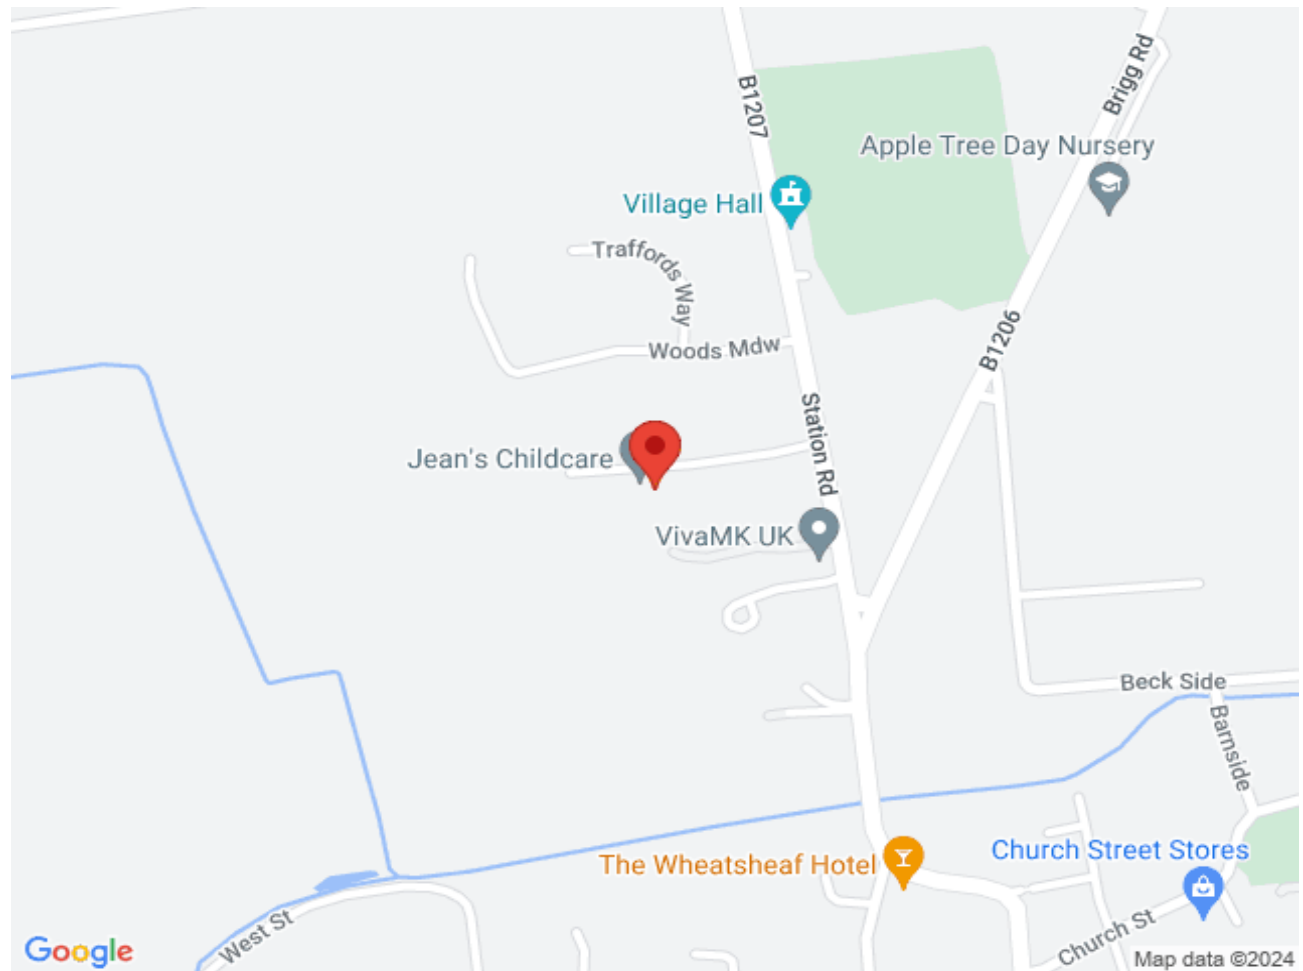 B1207
Brigg Rd
Apple Tree Day Nursery
Village Hall
Traffords Way
B1206
Woods Mdw
Station Rd
Jean's Childcare
VivaMK UK
Beck Side
Barnside
The Wheatsheaf Hotel
Church Street Stores
West St
Church St
Google
Map data ©2024